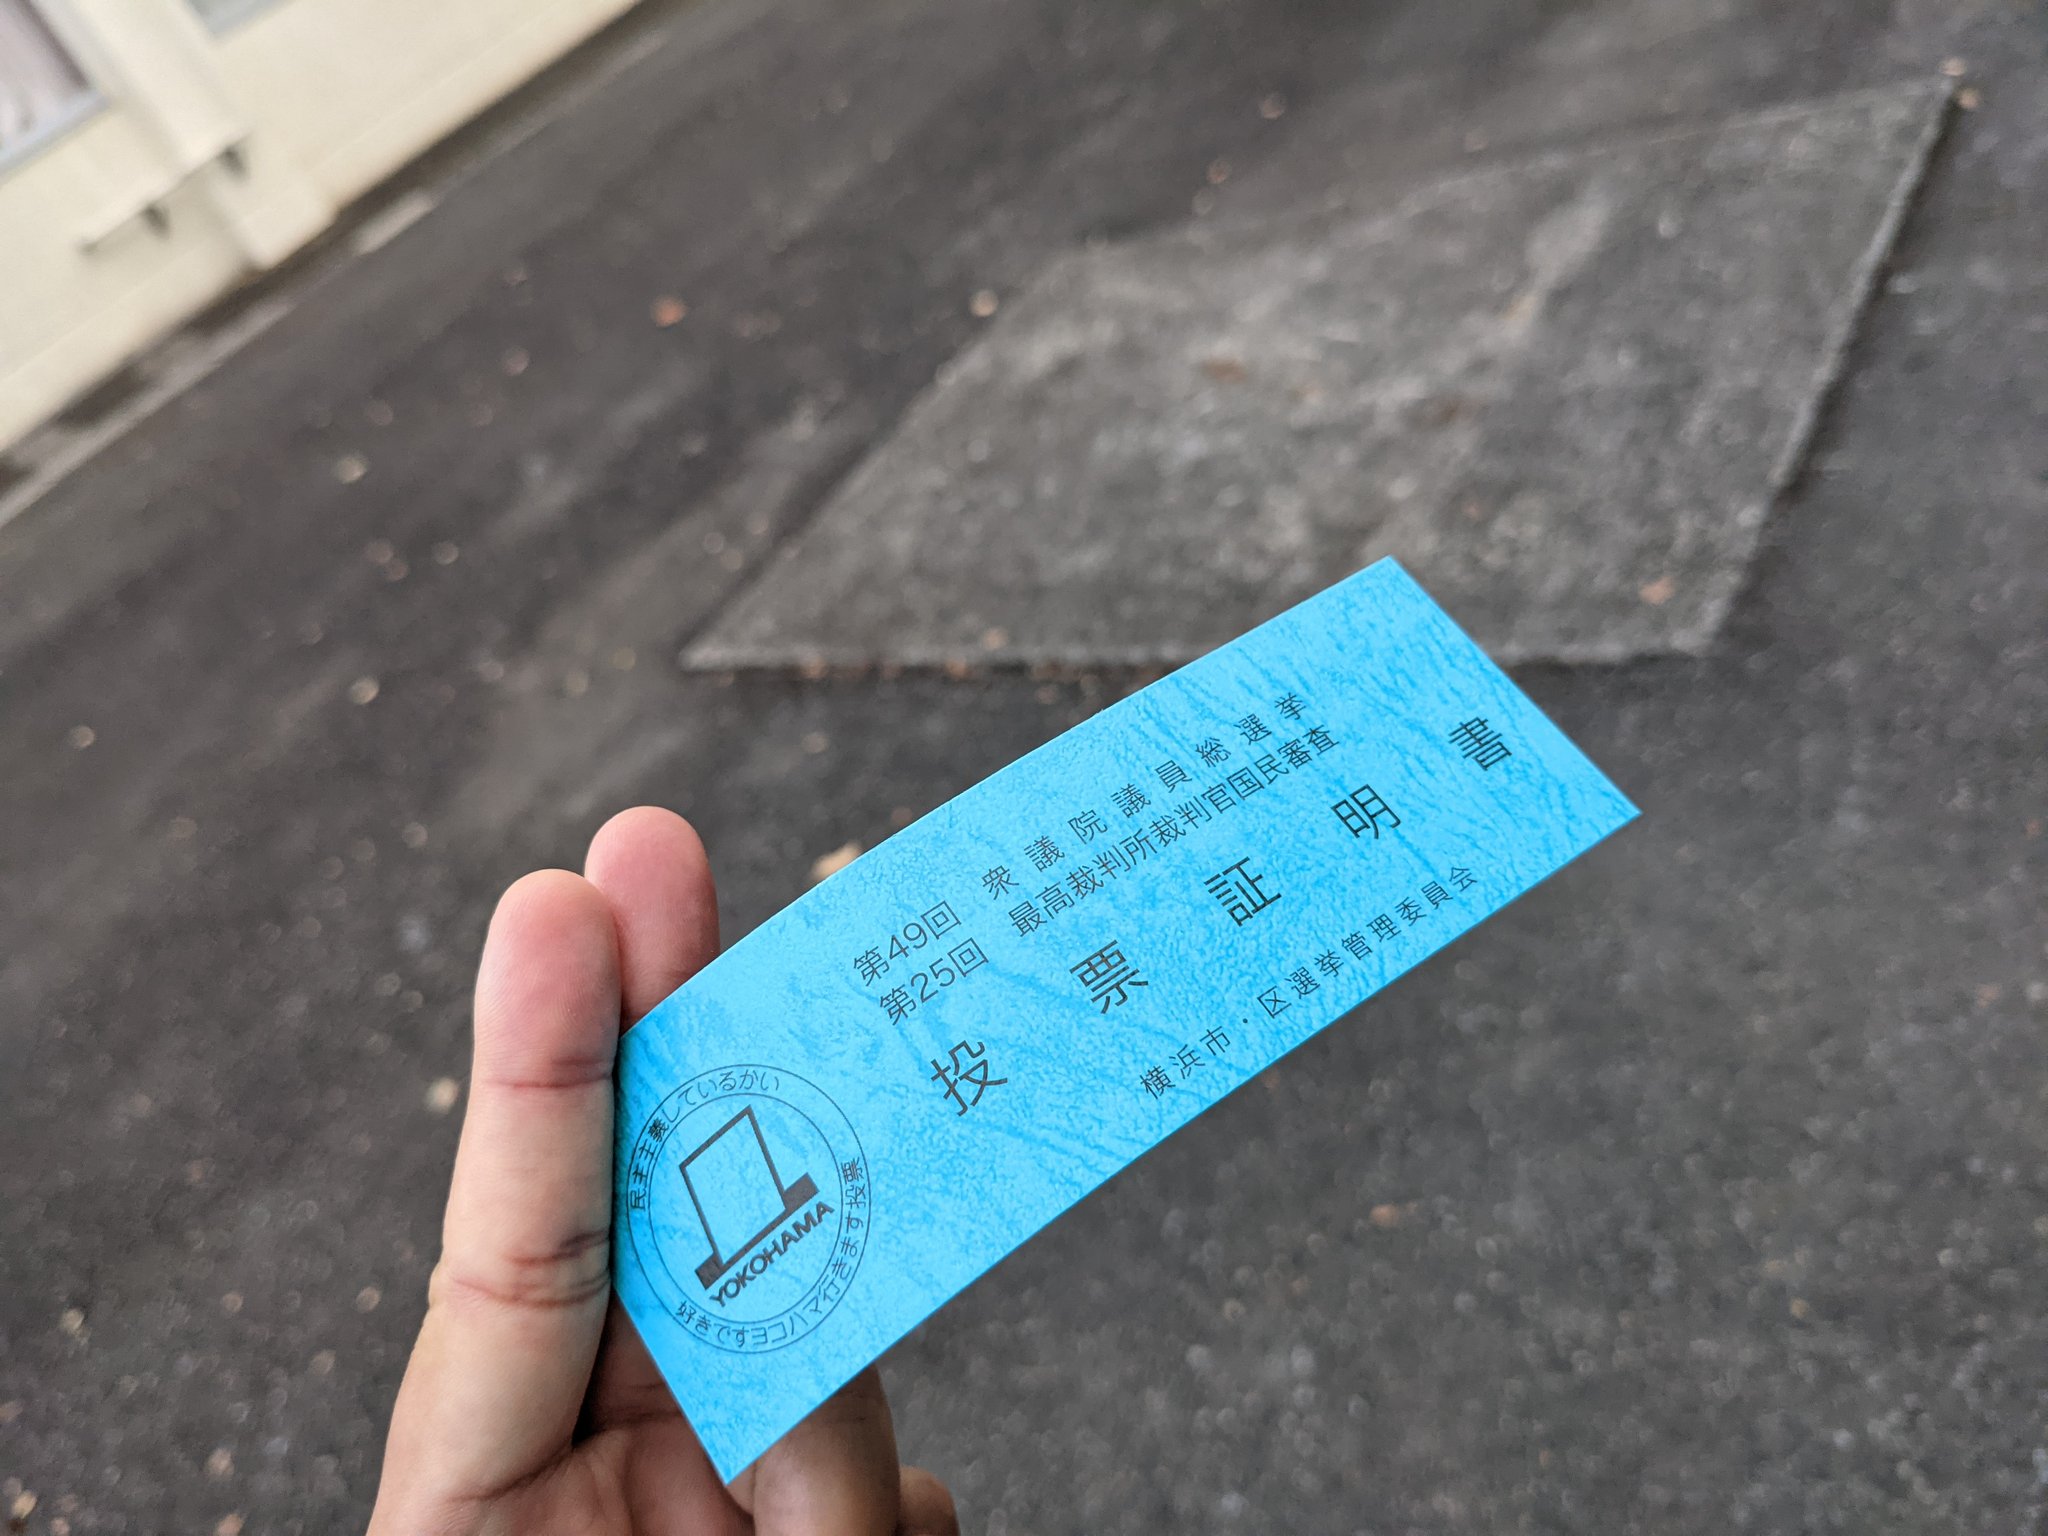 第49回 衆議院議員総選挙
第25回 最高裁判所裁判官国民審査
投票証明書
横浜市・区選挙管理委員会
民主主義しているかい
YOKOHAMA
好きですヨコハマ行きます投票